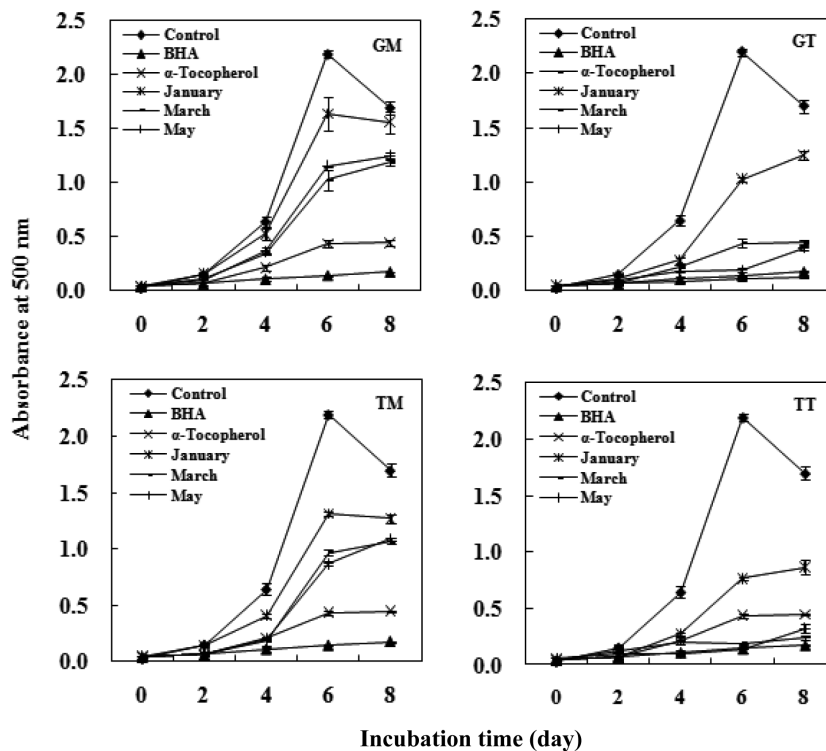 Absorbance at 500 nm
2.5
2.0
1.5
1.0
0.5
0.0
Control
BHA
α-Tocopherol
January
March
May
GM
0 2 4 6 8
2.5
2.0
1.5
1.0
0.5
0.0
Control
BHA
α-Tocopherol
January
March
May
GT
0 2 4 6 8
2.5
2.0
1.5
1.0
0.5
0.0
Control
BHA
α-Tocopherol
January
March
May
TM
0 2 4 6 8
2.5
2.0
1.5
1.0
0.5
0.0
Control
BHA
α-Tocopherol
January
March
May
TT
0 2 4 6 8
Incubation time (day)